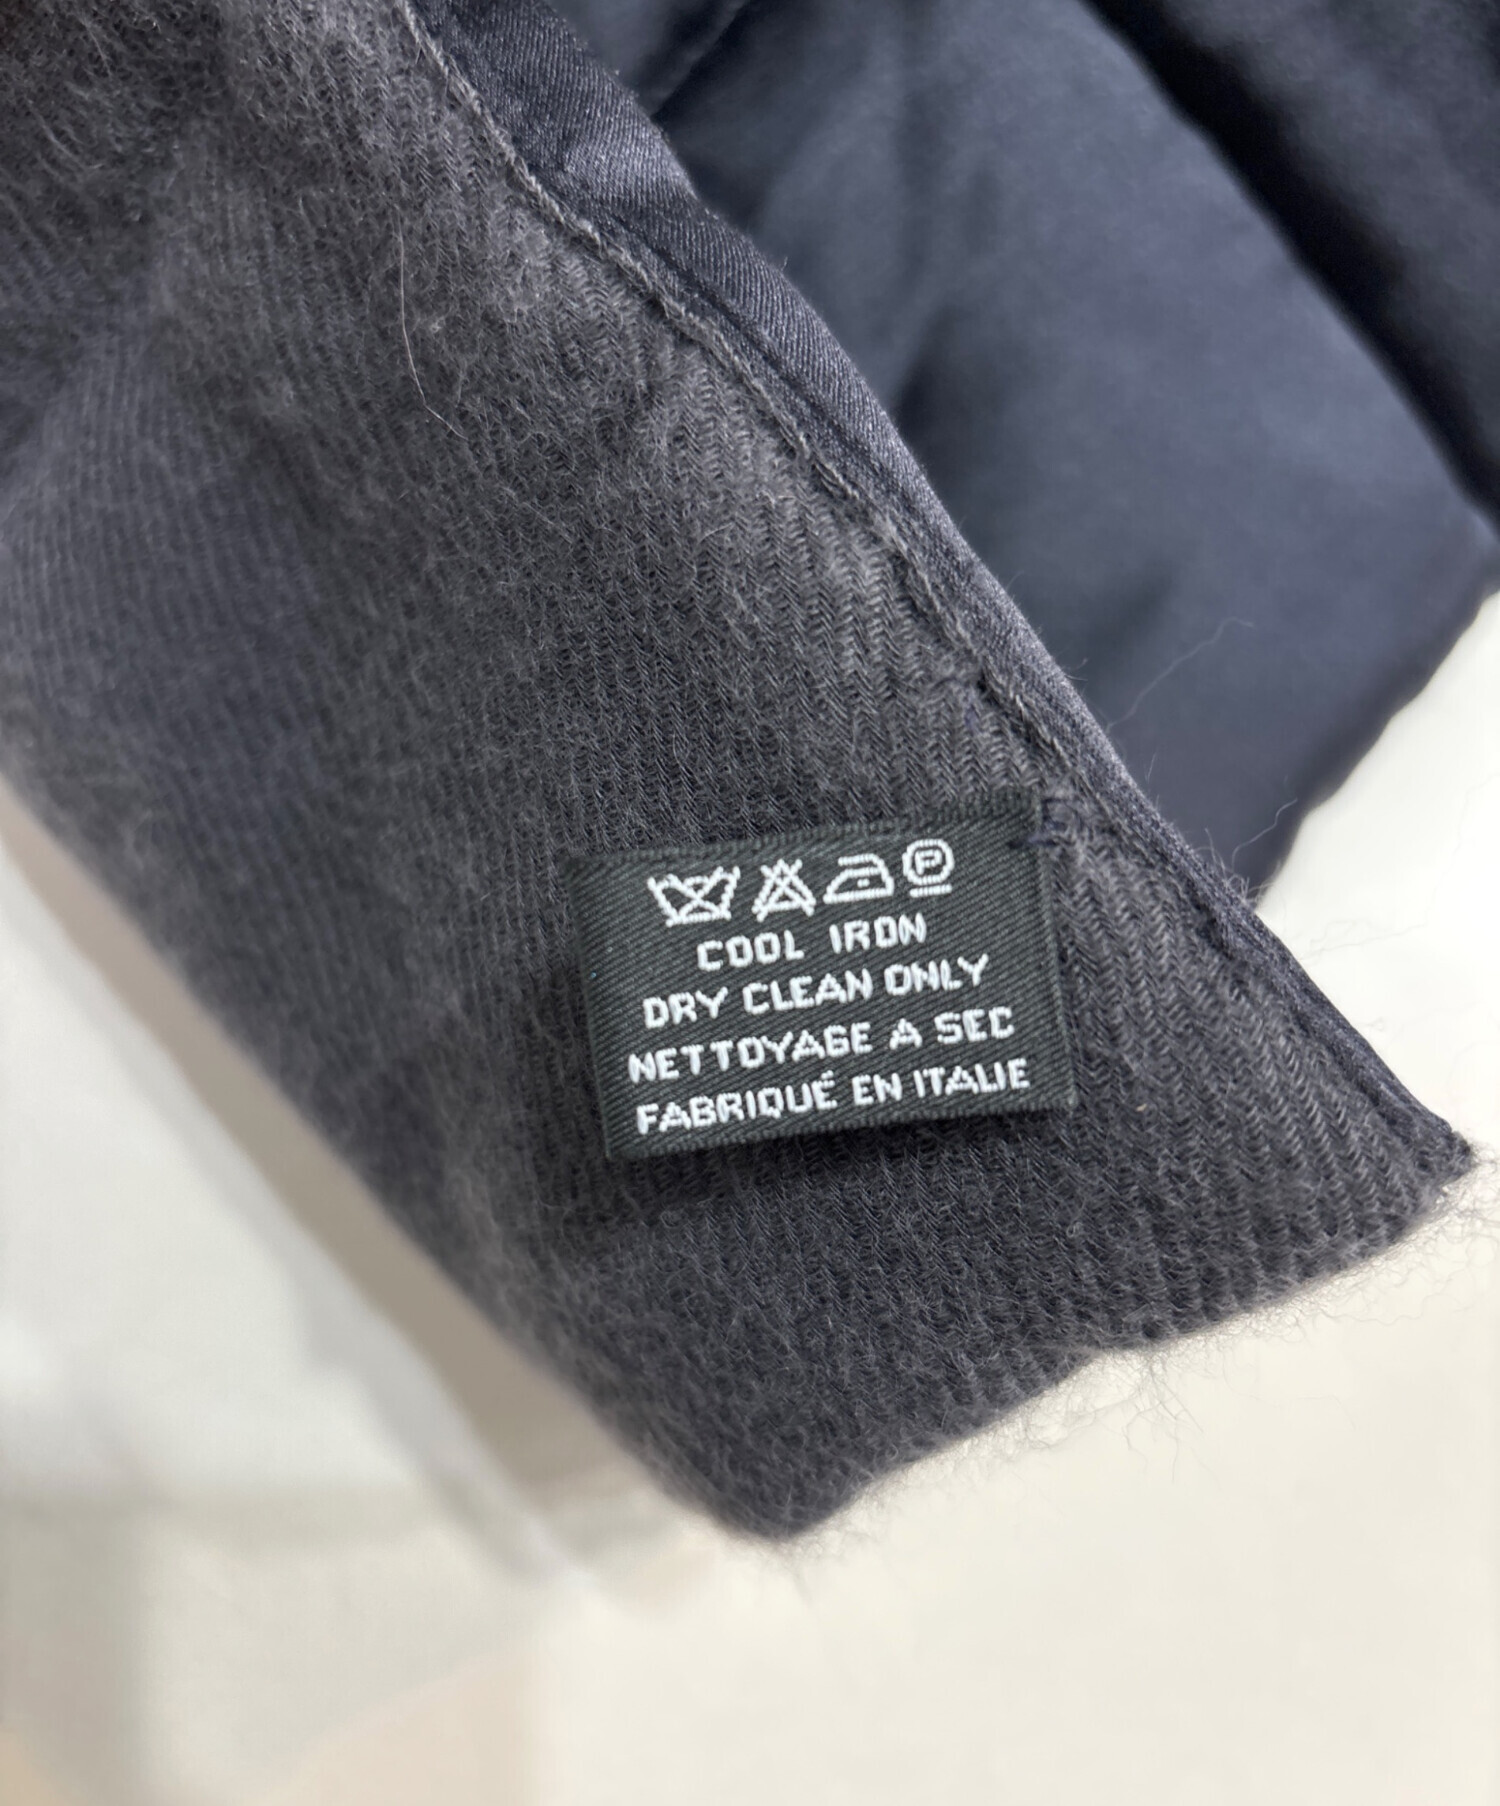 COOL IRON
DRY CLEAN ONLY
NETTOYAGE A SEC
FABRIQUÉ EN ITALIE